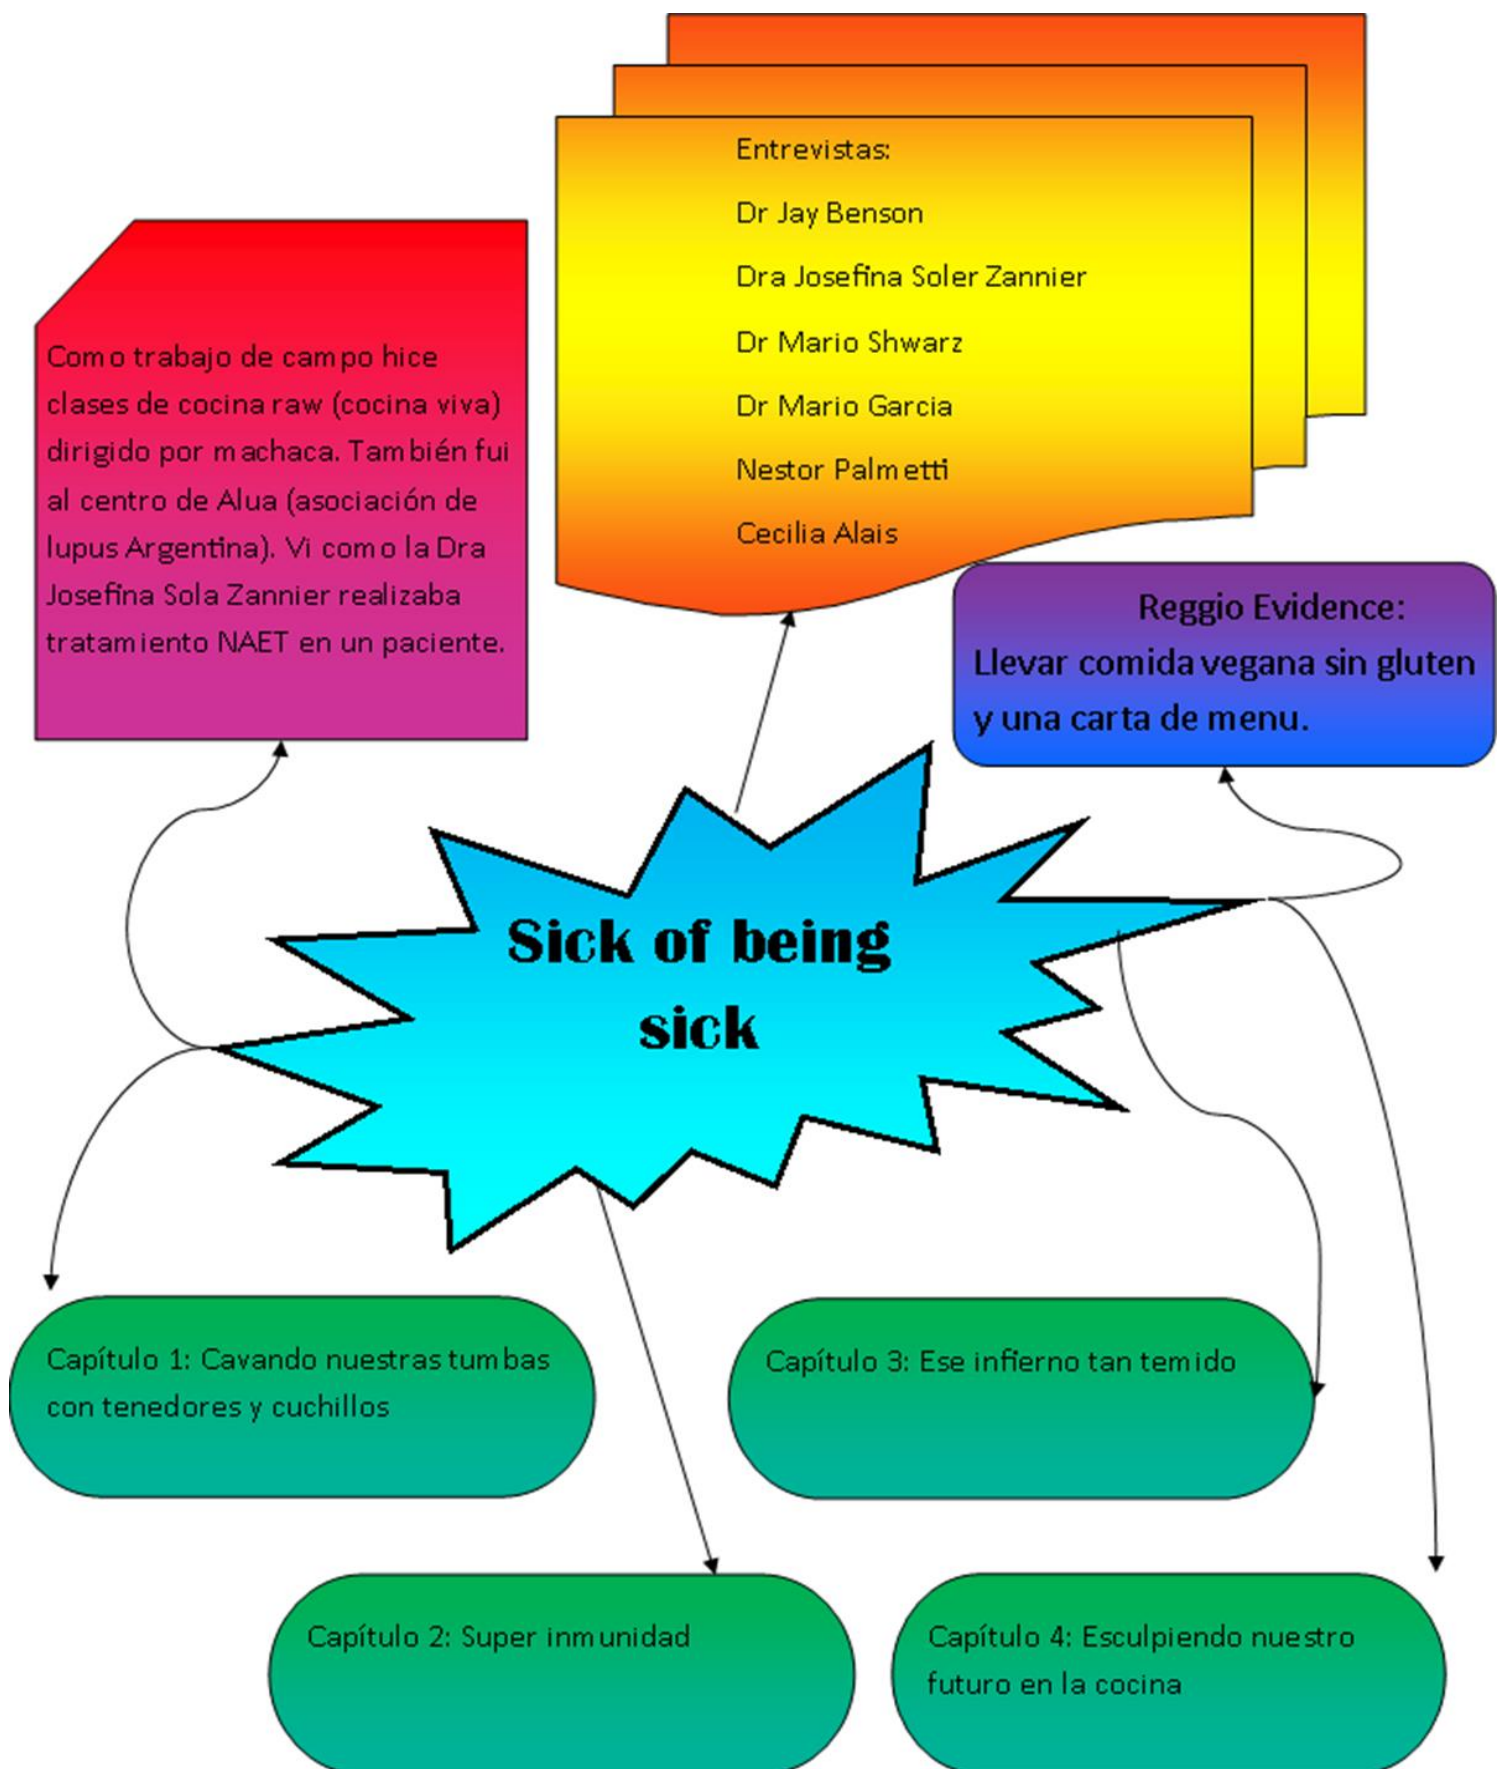 Entrevistas:
Dr Jay Benson
Dra Josefina Soler Zannier
Dr Mario Shwarz
Dr Mario Garcia
Nestor Palmetti
Cecilia Alais
Como trabajo de campo hice
clases de cocina raw (cocina viva)
dirigido por machaca. También fui
al centro de Alua (asociación de
lupus Argentina). Vi como la Dra
Josefina Sola Zannier realizaba
tratamiento NAET en un paciente.
Reggio Evidence:
Llevar comida vegana sin gluten
y una carta de menu.
Sick of being
sick
Capítulo 1: Cavando nuestras tumbas
con tenedores y cuchillos
Capítulo 3: Ese infierno tan temido
Capítulo 2: Super inmunidad
Capítulo 4: Esculpiendo nuestro
futuro en la cocina